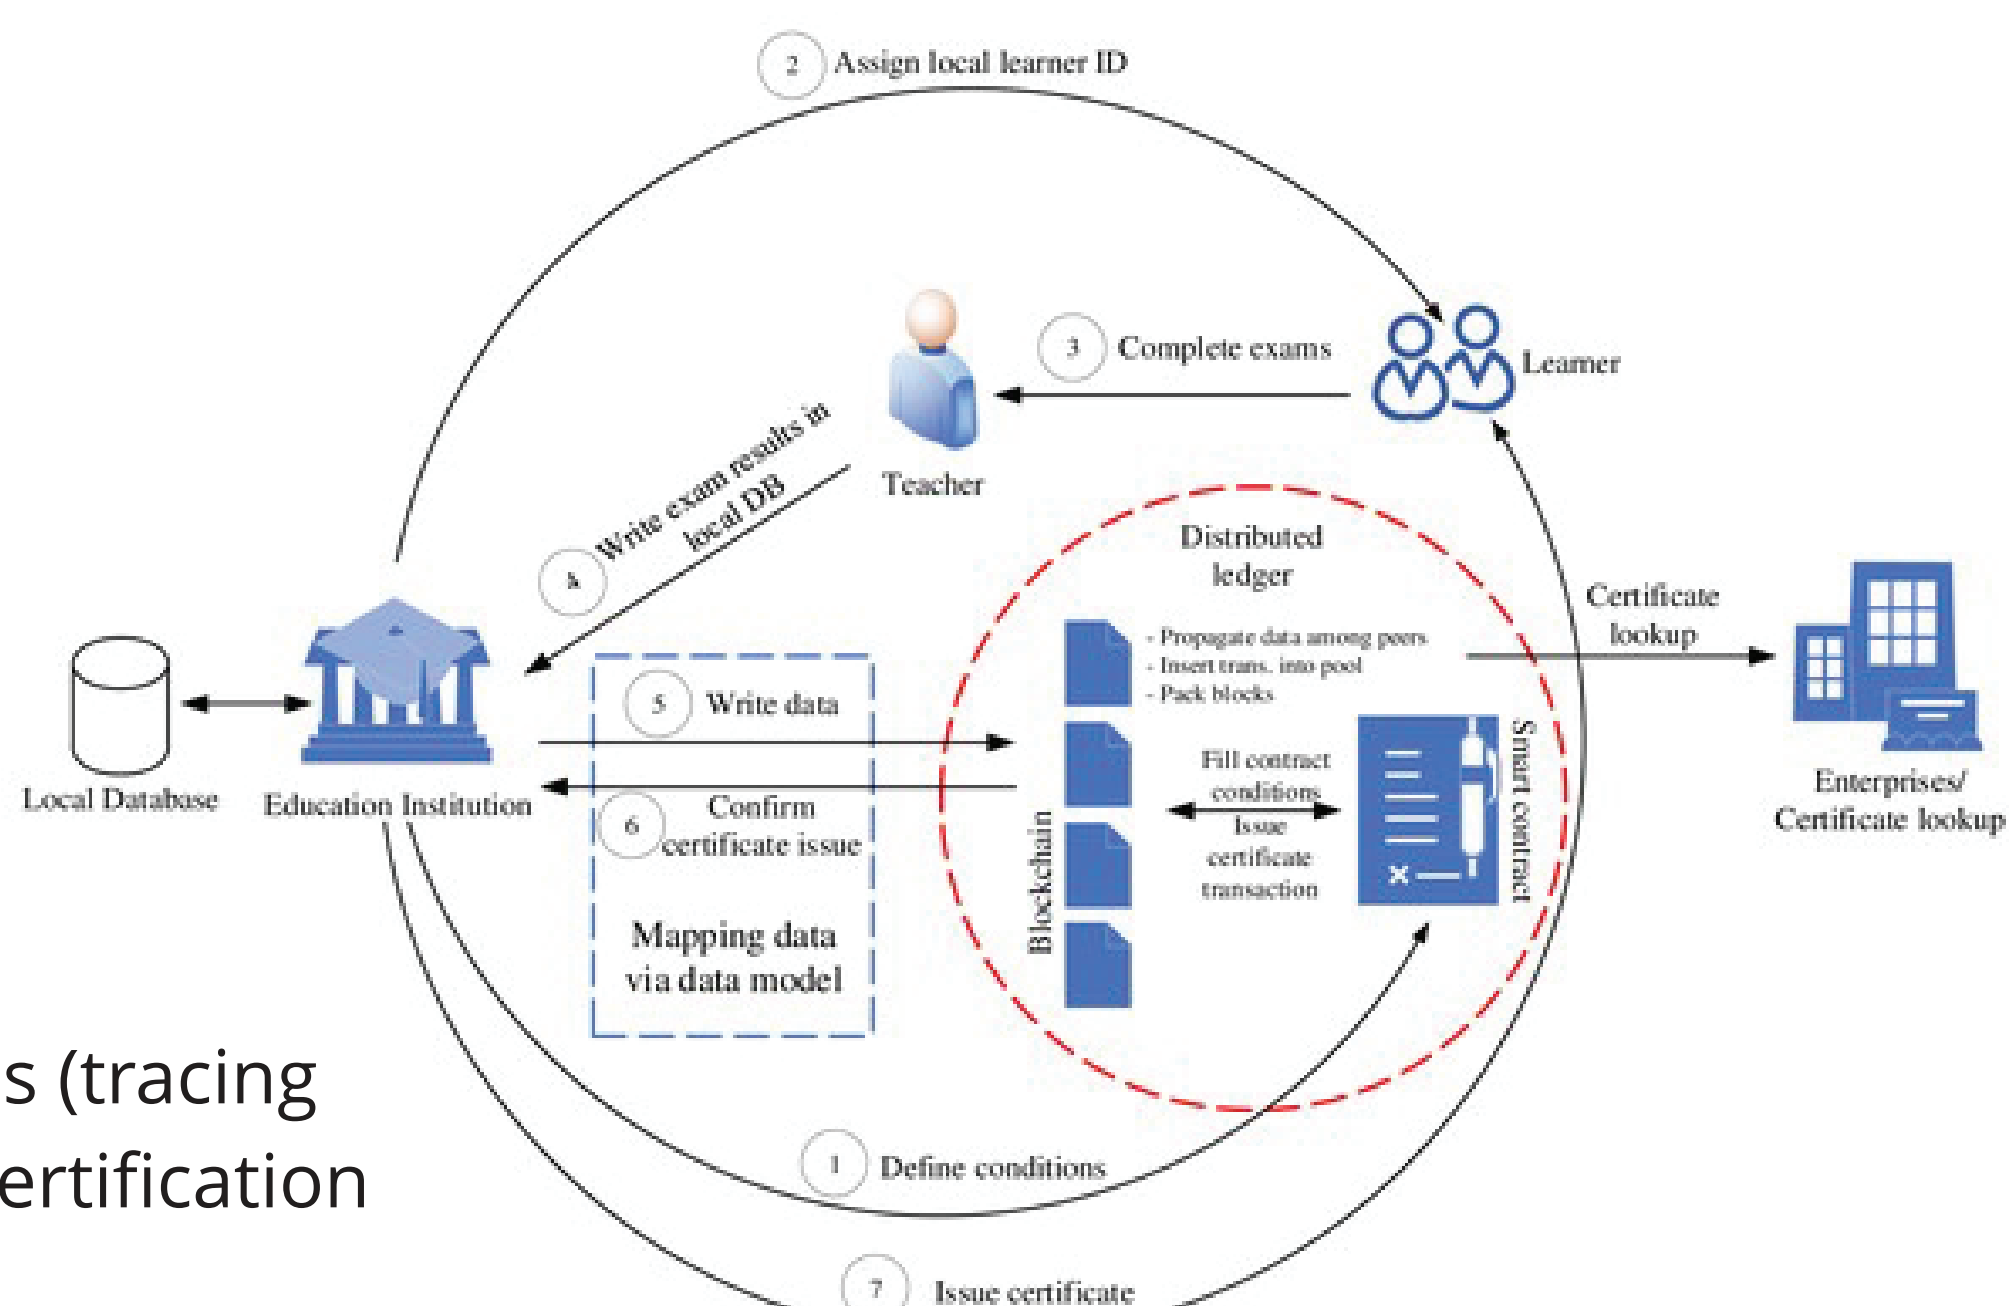 2 Assign local learner ID
3 Complete exams
Learner
Teacher
4 Write exam results in
local DB
Distributed
ledger
- Propagate data among peers
- Insert trans. into pool
- Pack blocks
Certificate
lookup
5 Write data
6 Confirm
certificate issue
Mapping data
via data model
Blockchain
Fill contract
conditions
Issue
certificate
transaction
Smart contract
Local Database
Education Institution
Enterprises/
Certificate lookup
s (tracing
ertification
1 Define conditions
7 Issue certificate